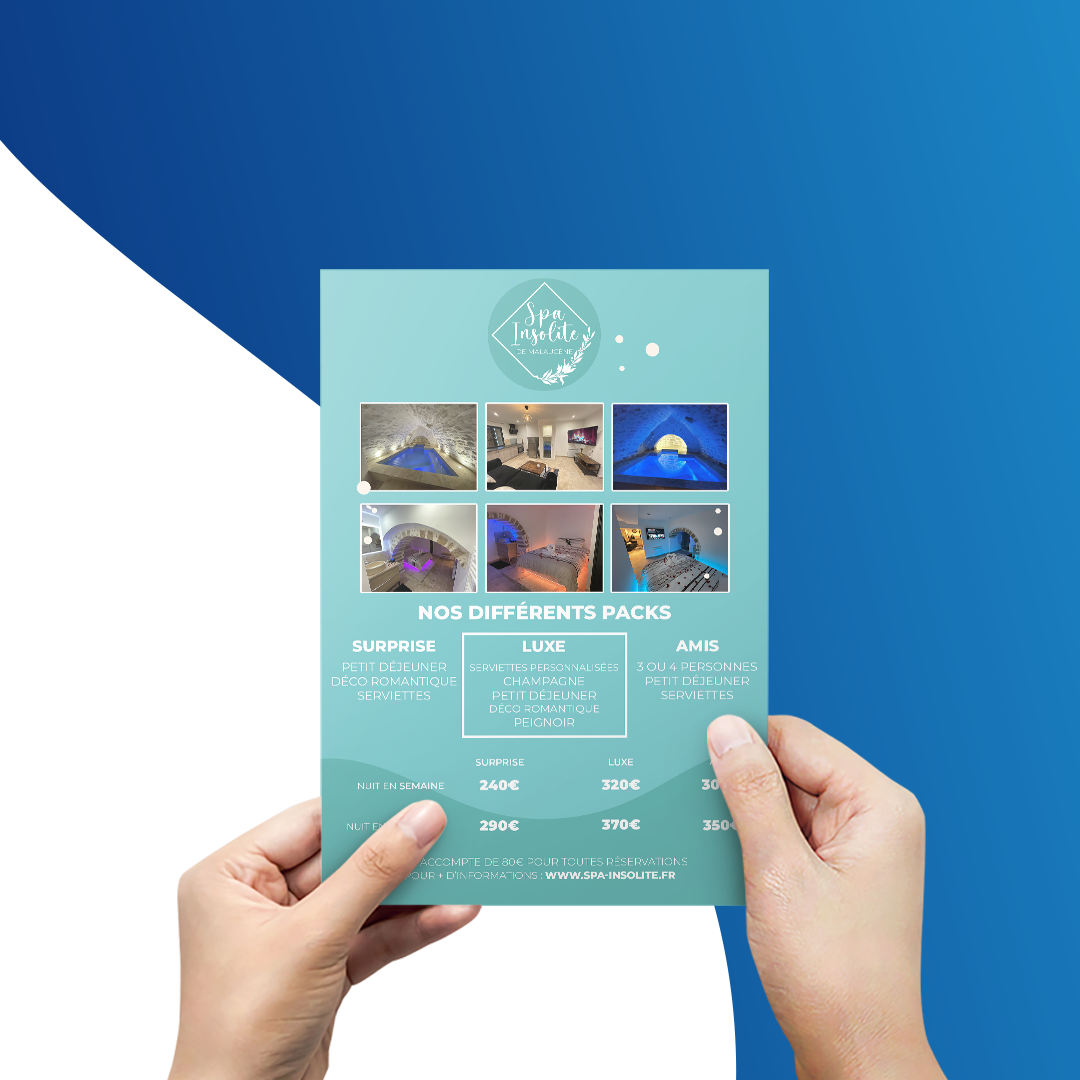 Spa
Insolite
DE MALAUCÈNE
NOS DIFFÉRENTS PACKS
SURPRISE
PETIT DÉJEUNER
DÉCO ROMANTIQUE
SERVIETTES
LUXE
SERVIETTES PERSONNALISÉES
CHAMPAGNE
PETIT DÉJEUNER
DÉCO ROMANTIQUE
PEIGNOIR
AMIS
3 OU 4 PERSONNES
PETIT DÉJEUNER
SERVIETTES
SURPRISE LUXE
NUIT EN SEMAINE 240€ 320€ 30
NUIT 290€ 370€ 350€
ACCOMPTE DE 80€ POUR TOUTES RÉSERVATIONS
POUR + D'INFORMATIONS : WWW.SPA-INSOLITE.FR